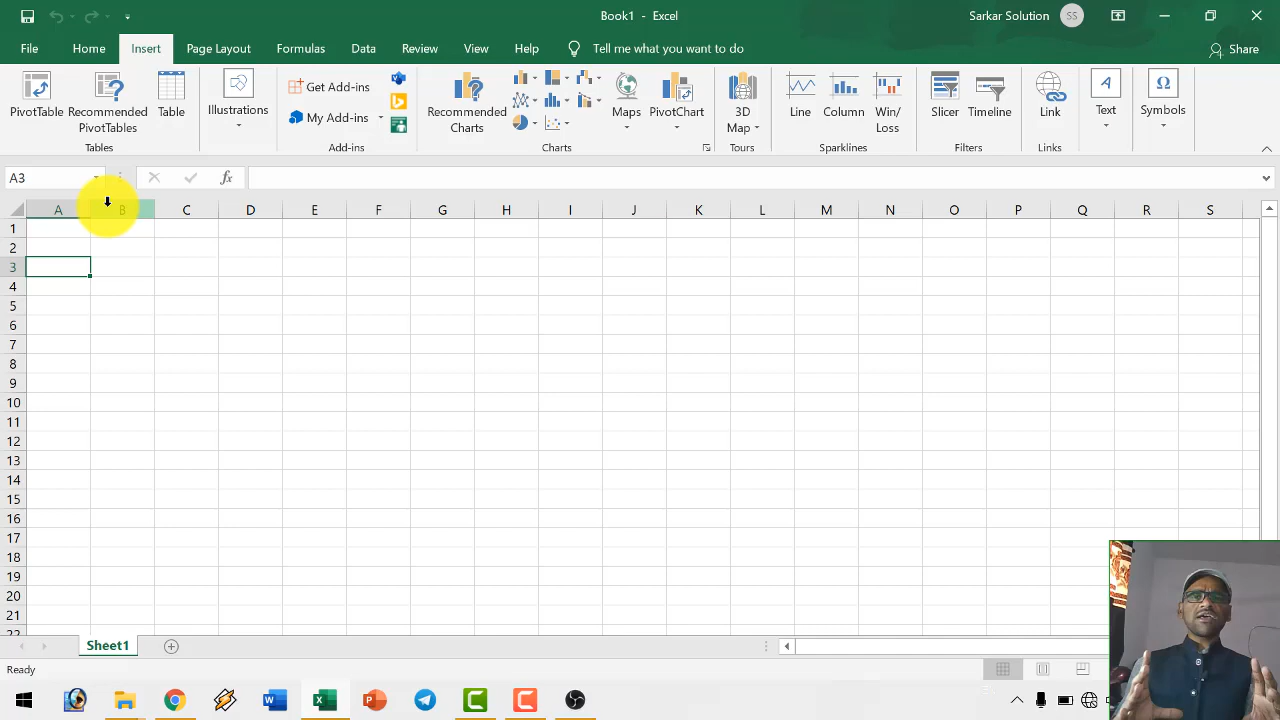 Book1 - Excel
Sarkar Solution
SS
File
Home
Insert
Page Layout
Formulas
Data
Review
View
Help
Tell me what you want to do
Share
PivotTable
Recommended
PivotTables
Table
Illustrations
Get Add-ins
My Add-ins
Recommended
Charts
Maps
PivotChart
3D
Map
Line
Column
Win/
Loss
Slicer
Timeline
Link
A
Text
Ω
Symbols
Tables
Add-ins
Charts
Tours
Sparklines
Filters
Links
A3
fx
A B C D E F G H I J K L M N O P Q R S
1
2
3
4
5
6
7
8
9
10
11
12
13
14
15
16
17
18
19
20
21
22
Sheet1
Ready